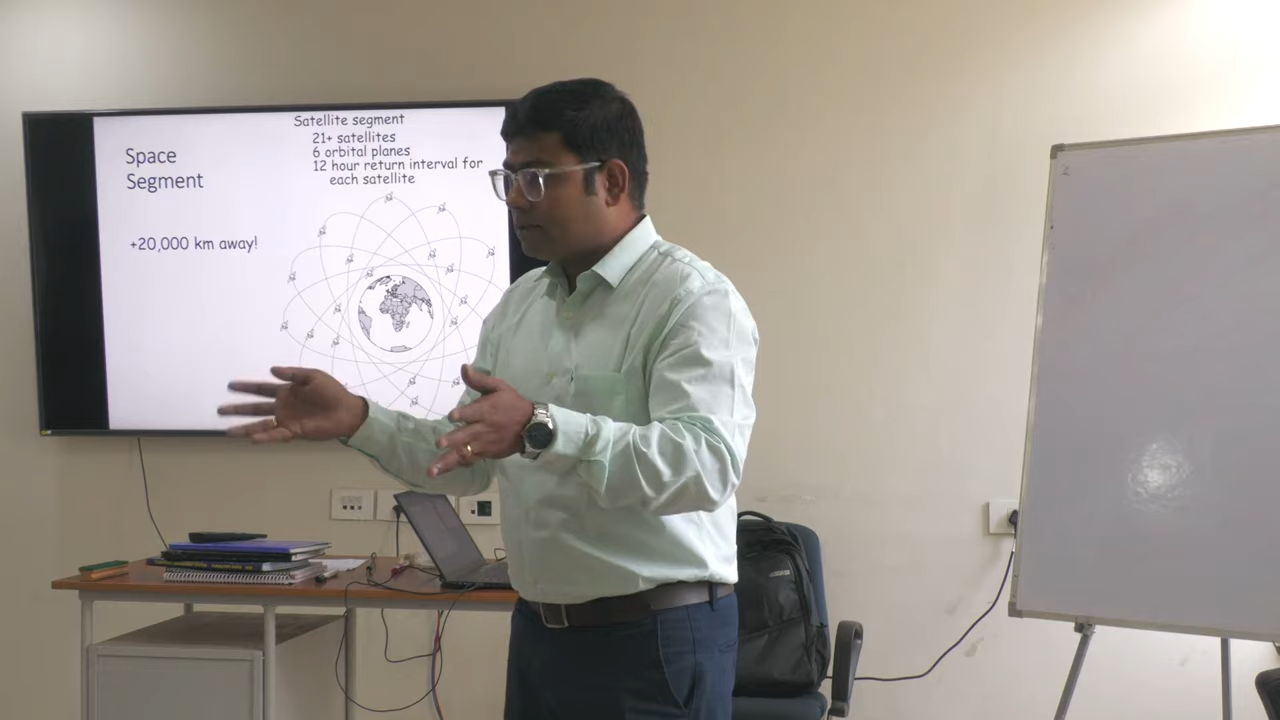 Space
Segment
+20,000 km away!
Satellite segment
21+ satellites
6 orbital planes
12 hour return interval for
each satellite